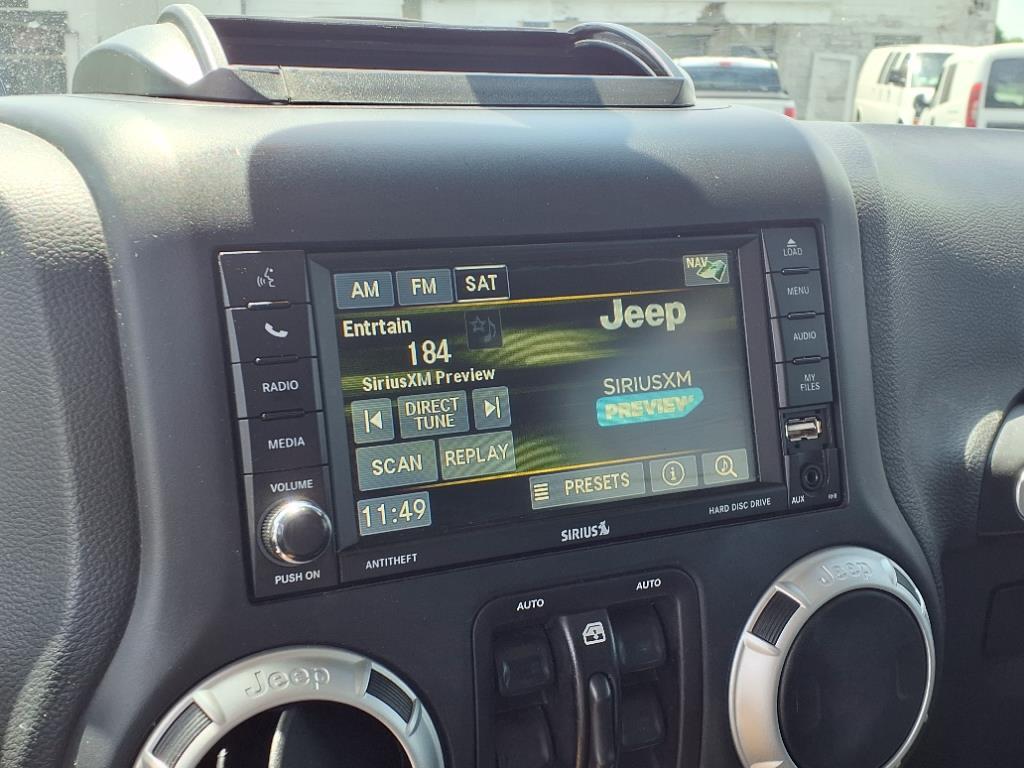 AM FM SAT
NAV
Entrtain
184
SiriusXM Preview
DIRECT
TUNE
SCAN REPLAY
11:49
Jeep
SIRIUSXM
PREVIEW
PRESETS
RADIO
MEDIA
VOLUME
PUSH ON
ANTITHEFT
SIRIUS
HARD DISC DRIVE
LOAD
MENU
AUDIO
MY
FILES
AUX
AUTO
AUTO
Jeep
Jeep